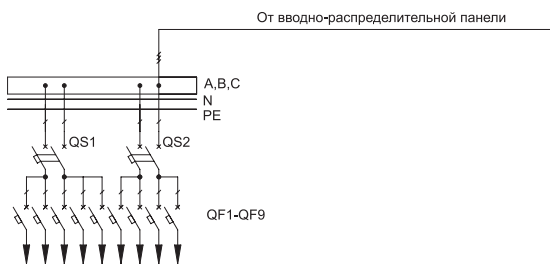 От вводно-распределительной панели
A,B,C
N
PE
QS1
QS2
QF1-QF9